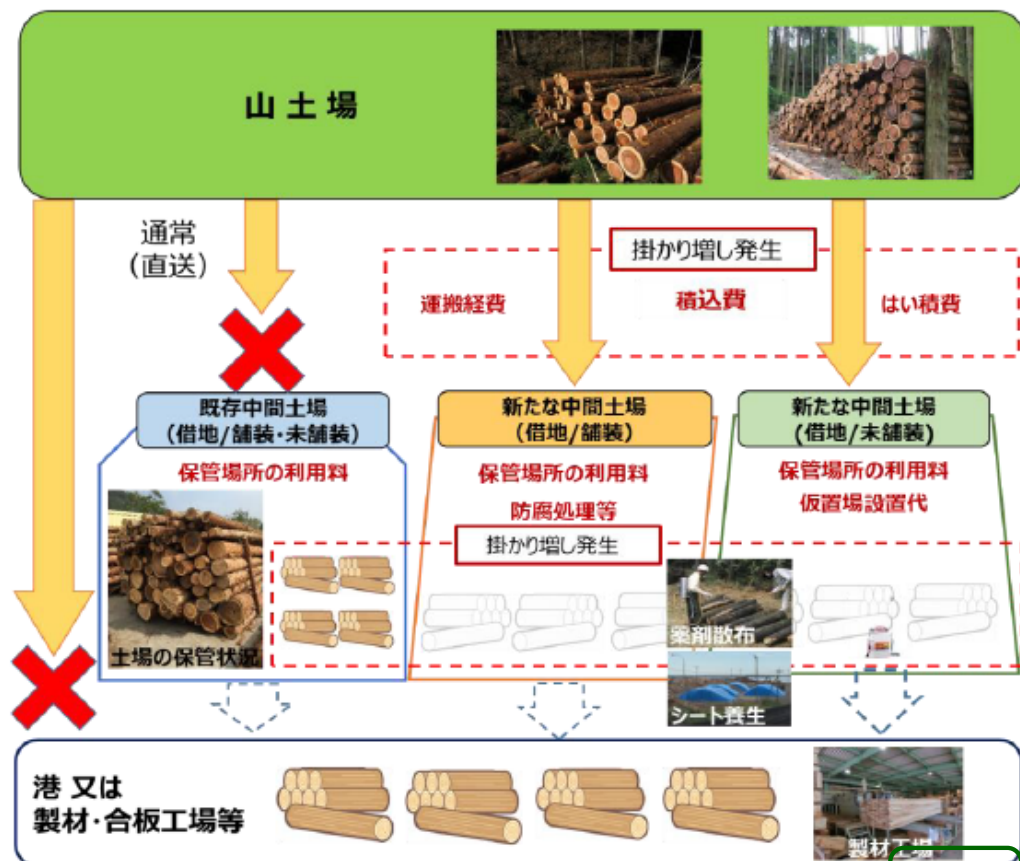 山土場
通常
（直送）
掛かり増し発生
運搬経費
積込費
はい積費
既存中間土場
（借地/舗装・未舗装）
保管場所の利用料
土場の保管状況
新たな中間土場
（借地/舗装）
保管場所の利用料
防腐処理等
新たな中間土場
(借地/未舗装)
保管場所の利用料
仮置場設置代
掛かり増し発生
薬剤散布
シート養生
港 又は
製材・合板工場等
製材工場